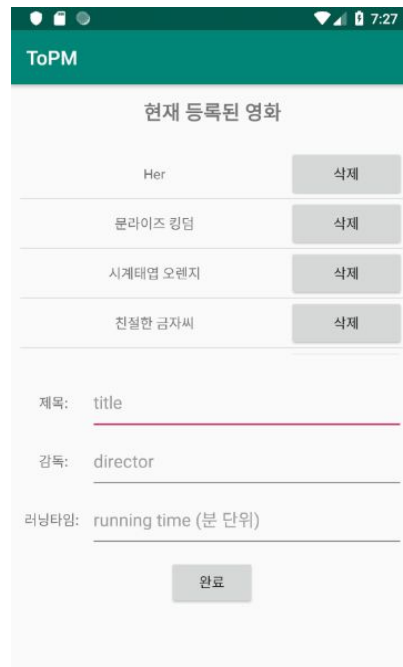 7:27
ToPM
현재 등록된 영화
Her 삭제
문라이즈 킹덤 삭제
시계태엽 오렌지 삭제
친절한 금자씨 삭제
제목: title
감독: director
러닝타임: running time (분 단위)
완료